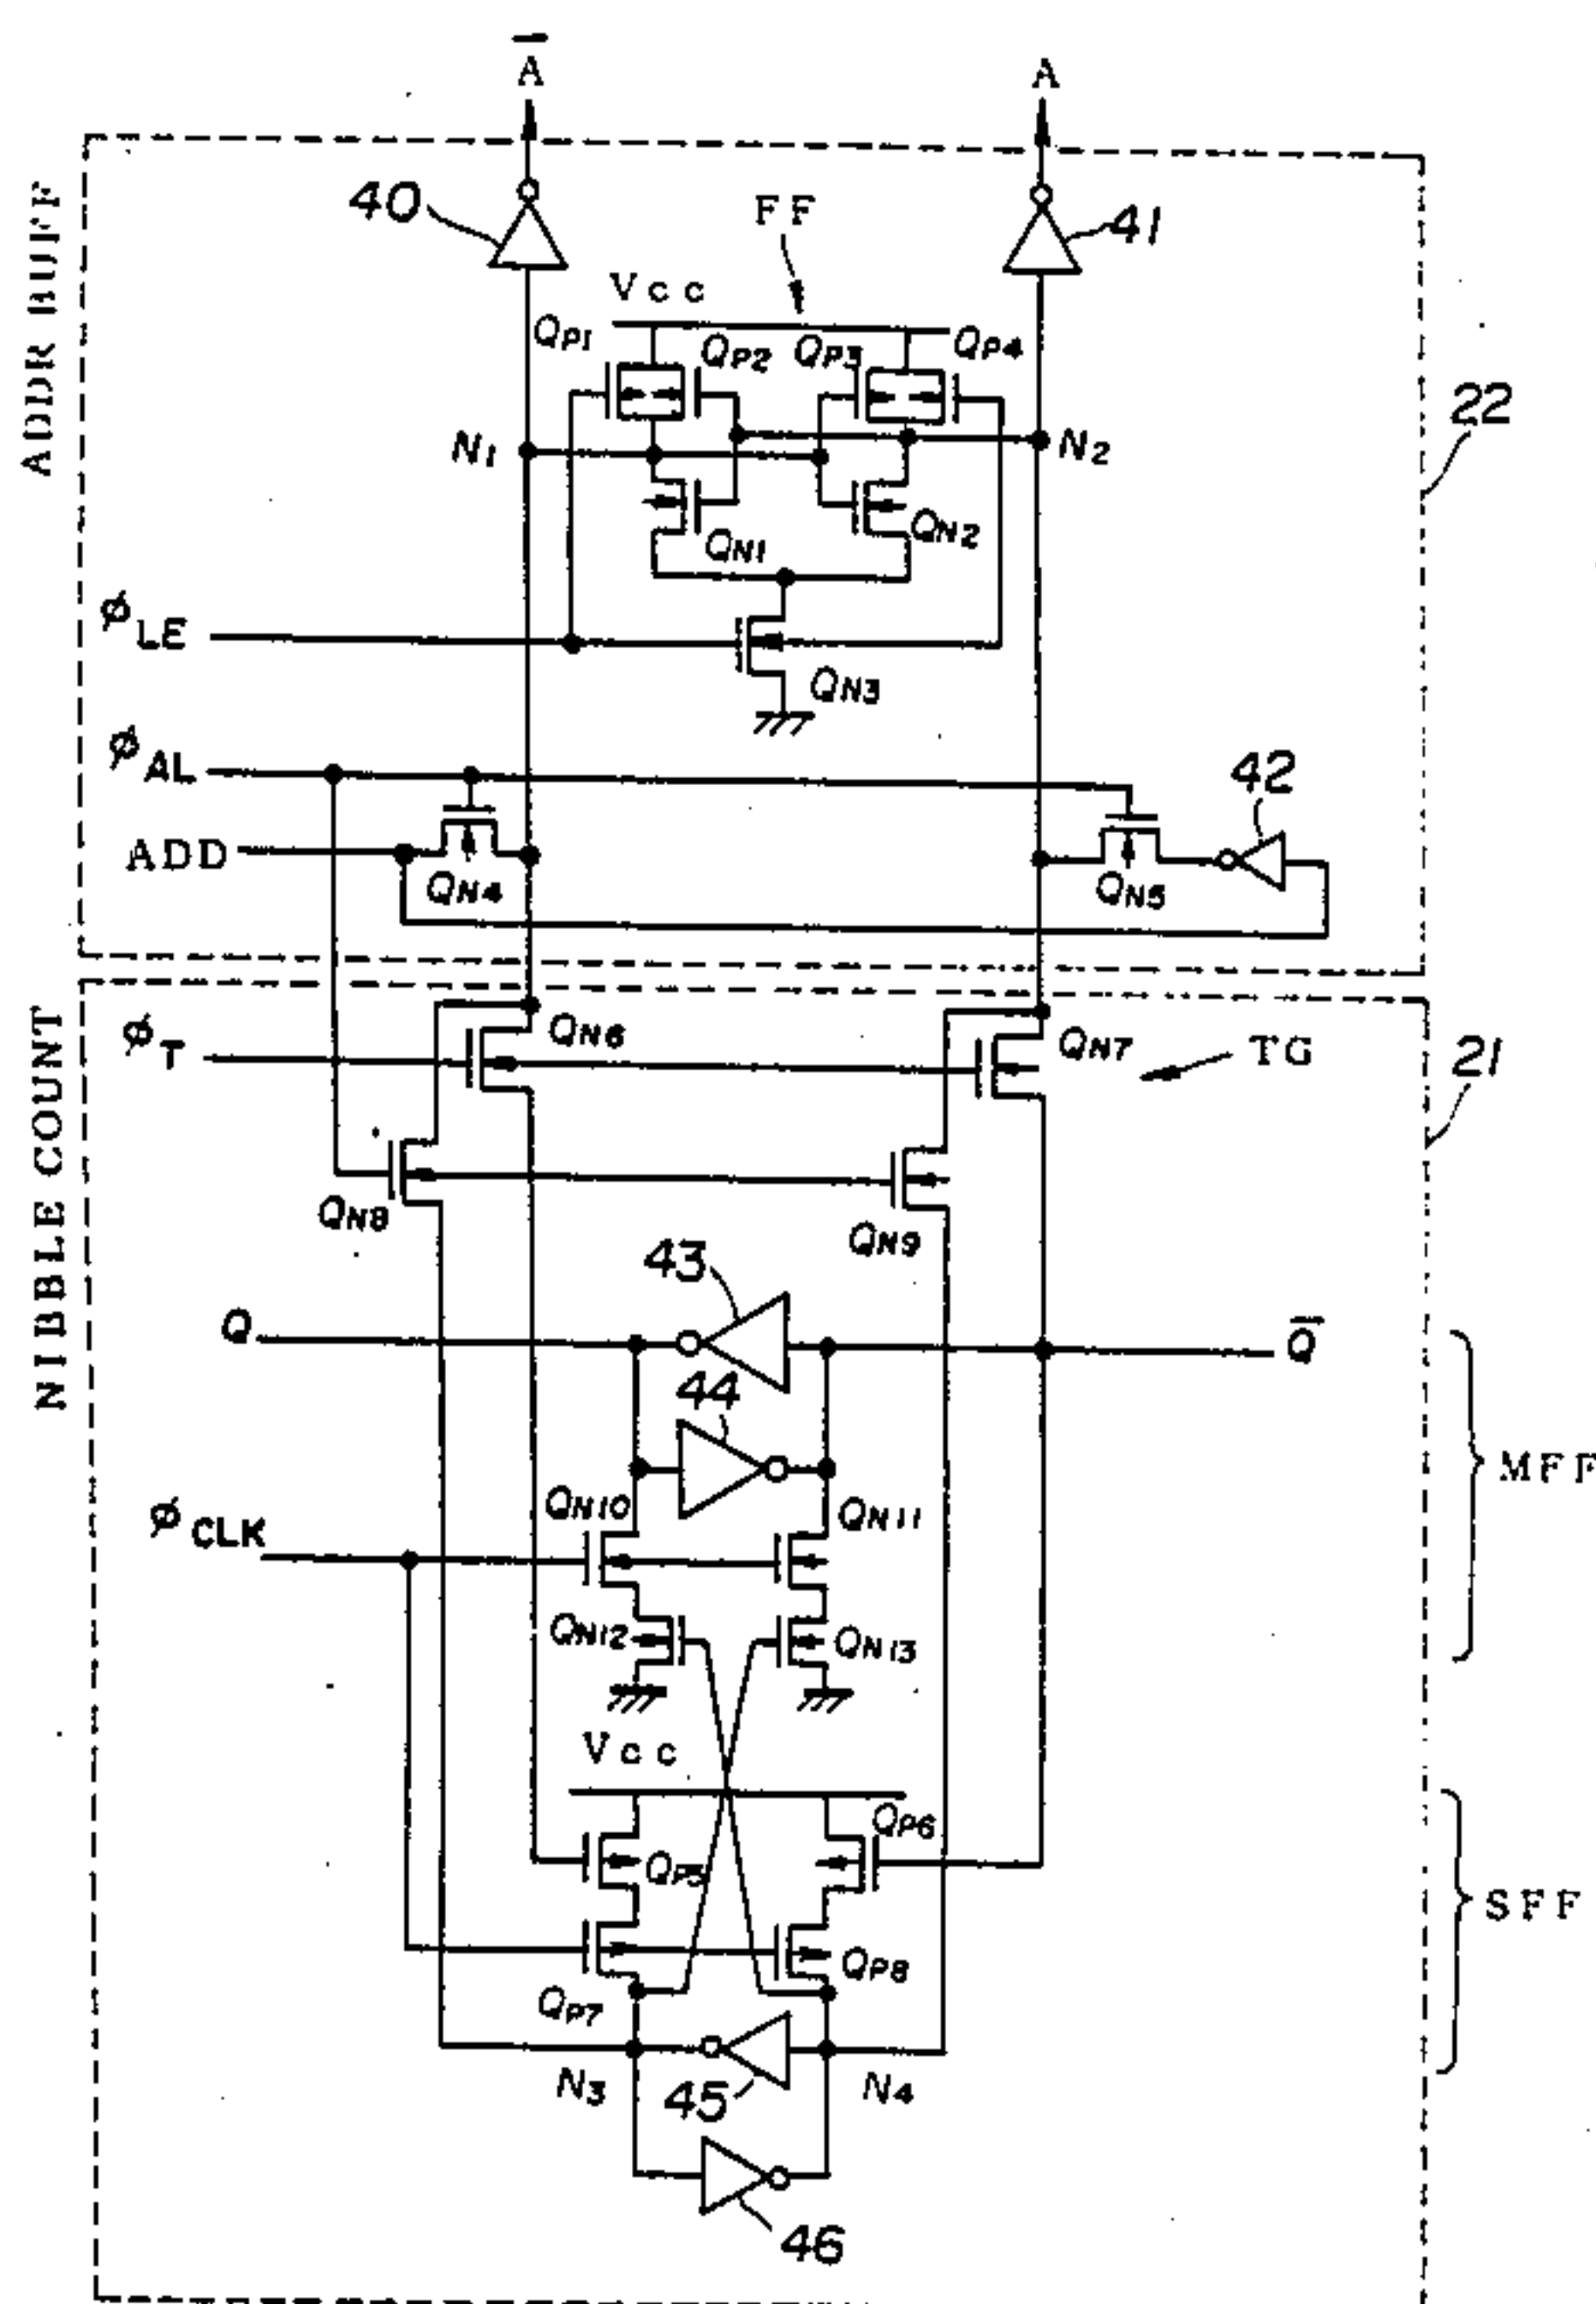 A̅ A
ADDR BUFF
40 FF 41
Vcc
QP1 QP2 QP3 QP4
22
N1 N2
QN1 QN2
φLE
QN3
φAL
42
ADD
QN4 QN5
NIBBLE COUNT
φT QN6 QN7 TG
21
QN8 QN9
43
Q Q̅
44
MFF
QN10 QN11
φCLK
QN12 QN13
Vcc
QP6
QP5
SFF
QP8
QP7
N3 45 N4
46